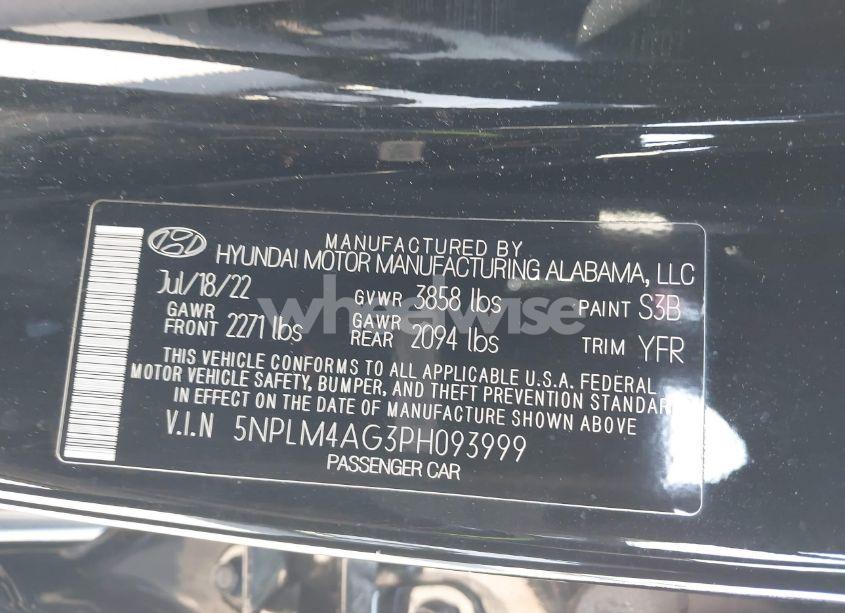 MANUFACTURED BY
HYUNDAI MOTOR MANUFACTURING ALABAMA, LLC
Jul/18/22 GVWR 3858 lbs PAINT S3B
GAWR FRONT 2271 lbs GAWR REAR 2094 lbs TRIM YFR
THIS VEHICLE CONFORMS TO ALL APPLICABLE U.S.A. FEDERAL
MOTOR VEHICLE SAFETY, BUMPER, AND THEFT PREVENTION STANDARDS
IN EFFECT ON THE DATE OF MANUFACTURE SHOWN ABOVE
V.I.N 5NPLM4AG3PH093999
PASSENGER CAR
wheelwise